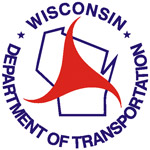 WISCONSIN
DEPARTMENT OF TRANSPORTATION